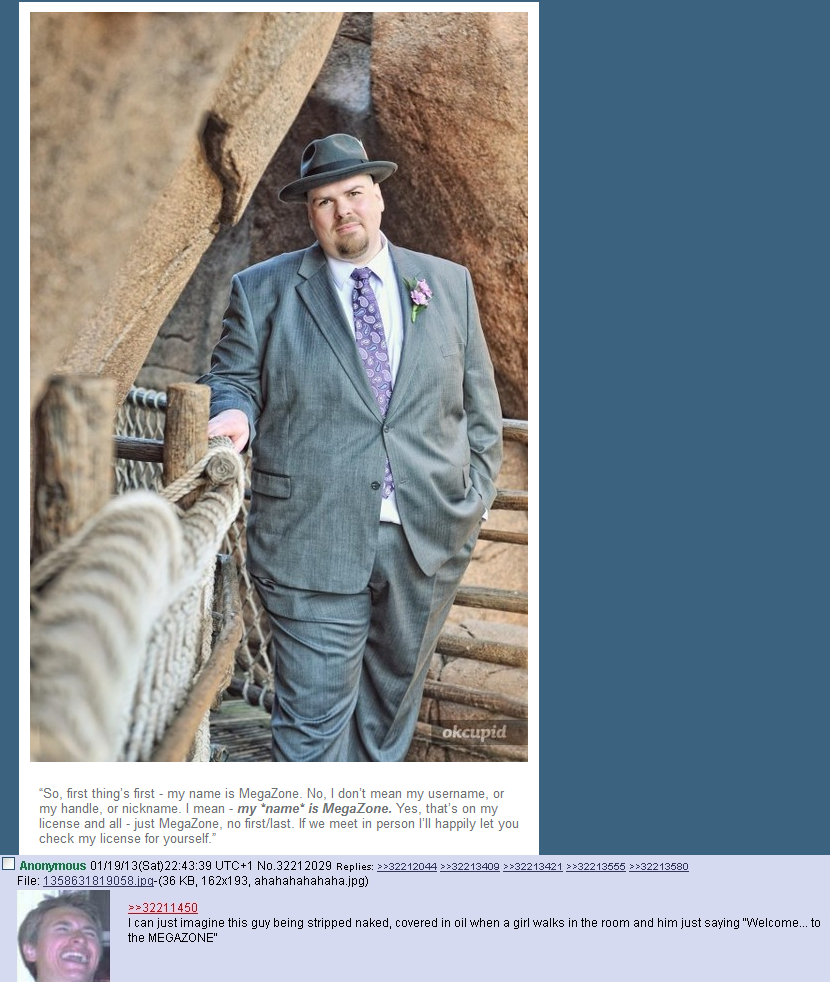 okcupid
“So, first thing’s first - my name is MegaZone. No, I don’t mean my username, or
my handle, or nickname. I mean - my *name* is MegaZone. Yes, that’s on my
license and all - just MegaZone, no first/last. If we meet in person I’ll happily let you
check my license for yourself.”
Anonymous 01/19/13(Sat)22:43:39 UTC+1 No.32212029 Replies: >>32212044 >>32213409 >>32213421 >>32213555 >>32213580
File: 1358631819058.jpg-(36 KB, 162x193, ahahahahahaha.jpg)
>>32211450
I can just imagine this guy being stripped naked, covered in oil when a girl walks in the room and him just saying "Welcome... to
the MEGAZONE"